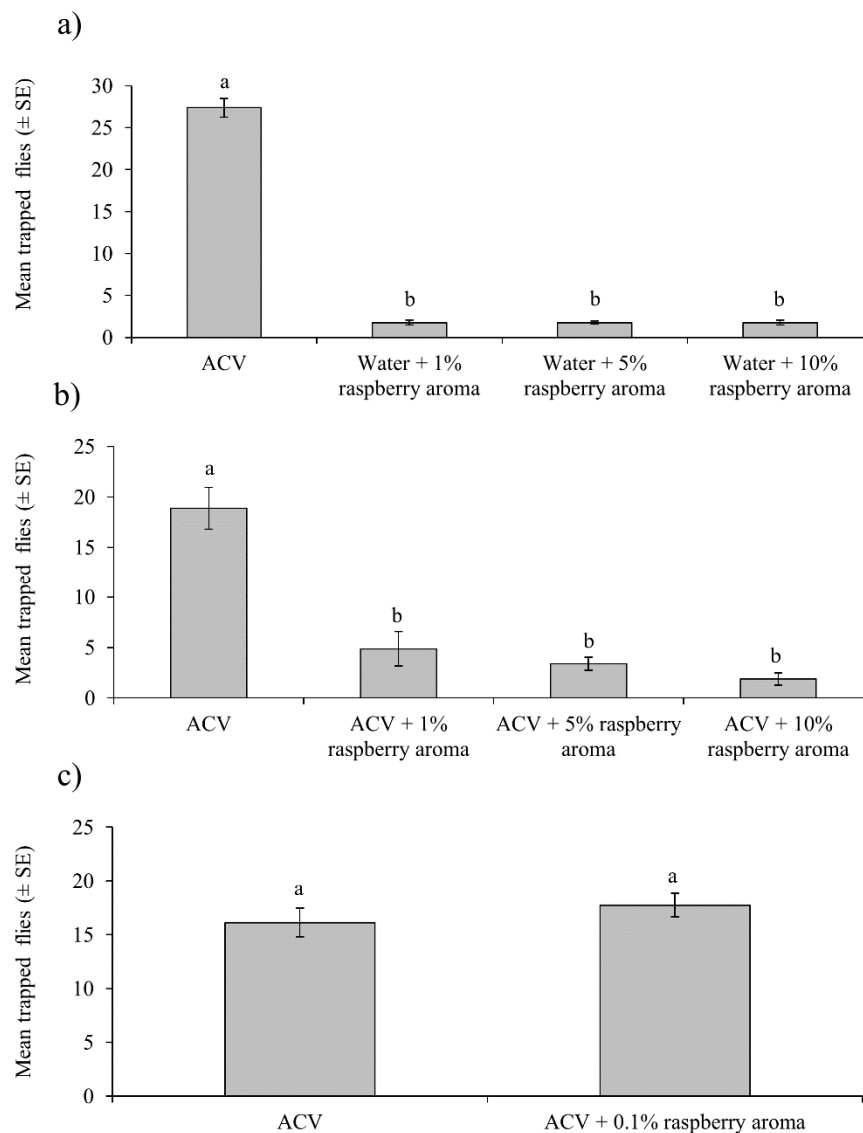 a)
Mean trapped flies (± SE)
30
25
20
15
10
5
0
a
b
b
b
ACV
Water + 1%
raspberry aroma
Water + 5%
raspberry aroma
Water + 10%
raspberry aroma
b)
Mean trapped flies (± SE)
25
20
15
10
5
0
a
b
b
b
ACV
ACV + 1%
raspberry aroma
ACV + 5% raspberry
aroma
ACV + 10%
raspberry aroma
c)
Mean trapped flies (± SE)
25
20
15
10
5
0
a
a
ACV
ACV + 0.1% raspberry aroma